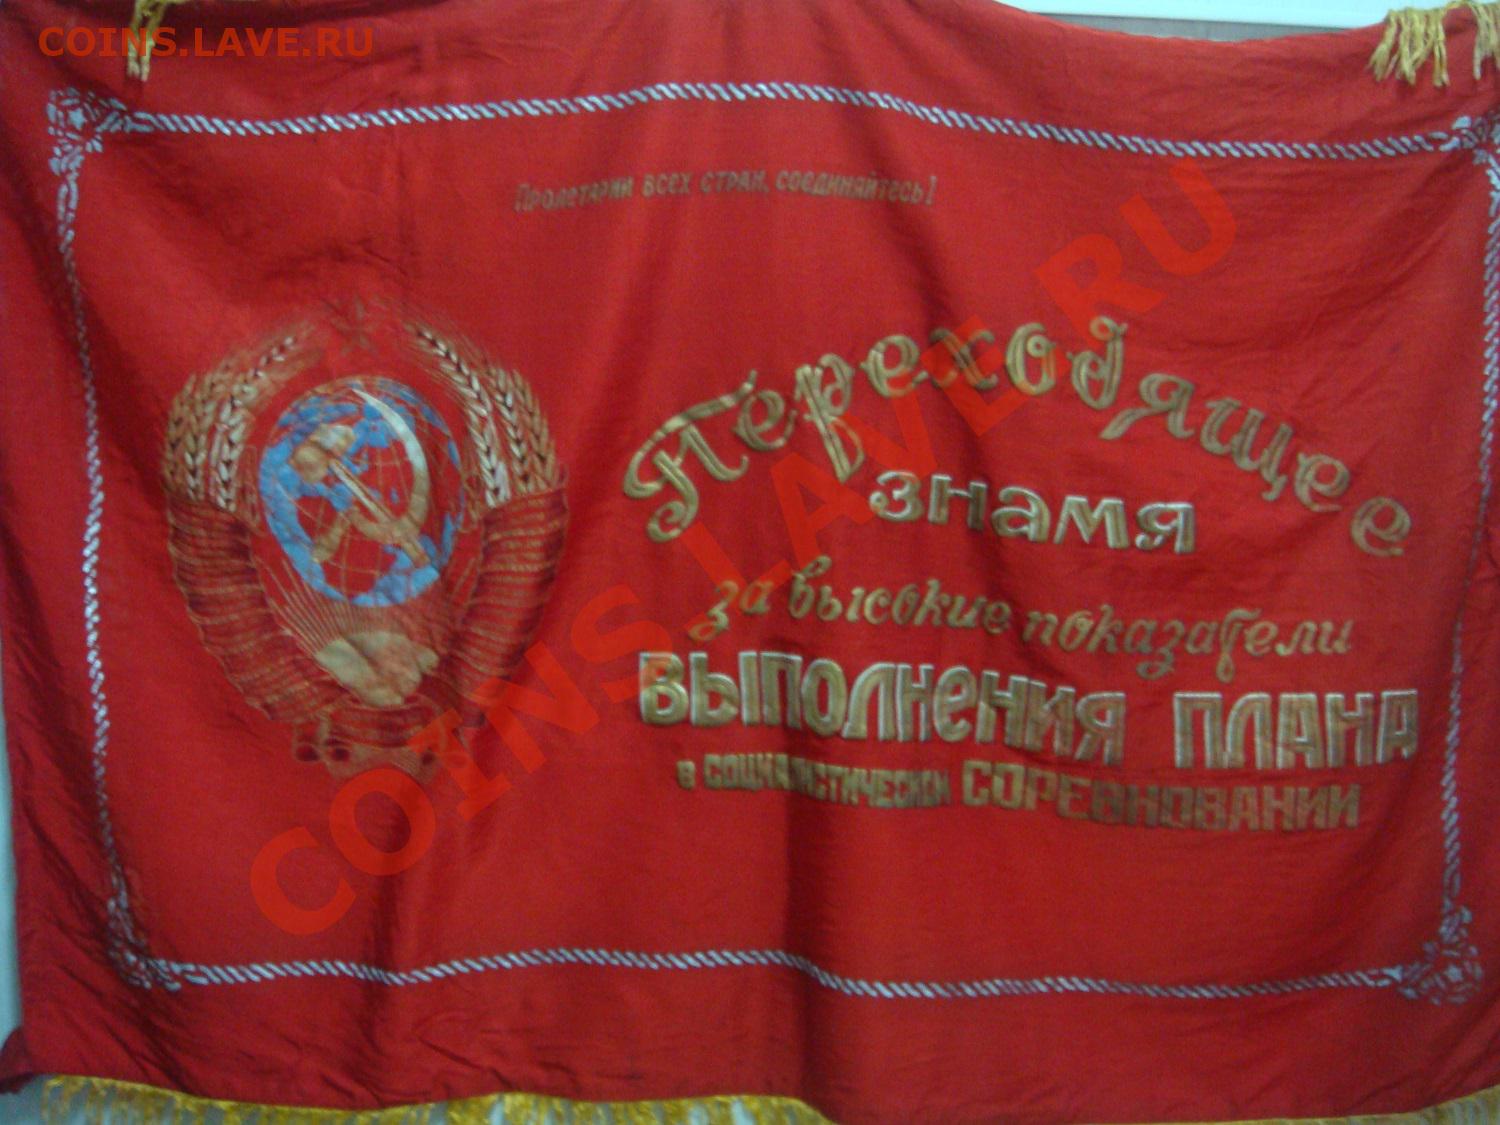 COINS.LAVE.RU
Пролетарии всех стран, соединяйтесь!
Переходящее
знамя
за высокие показатели
ВЫПОЛНЕНИЯ ПЛАНА
в социалистическом СОРЕВНОВАНИИ
COINS.LAVE.RU